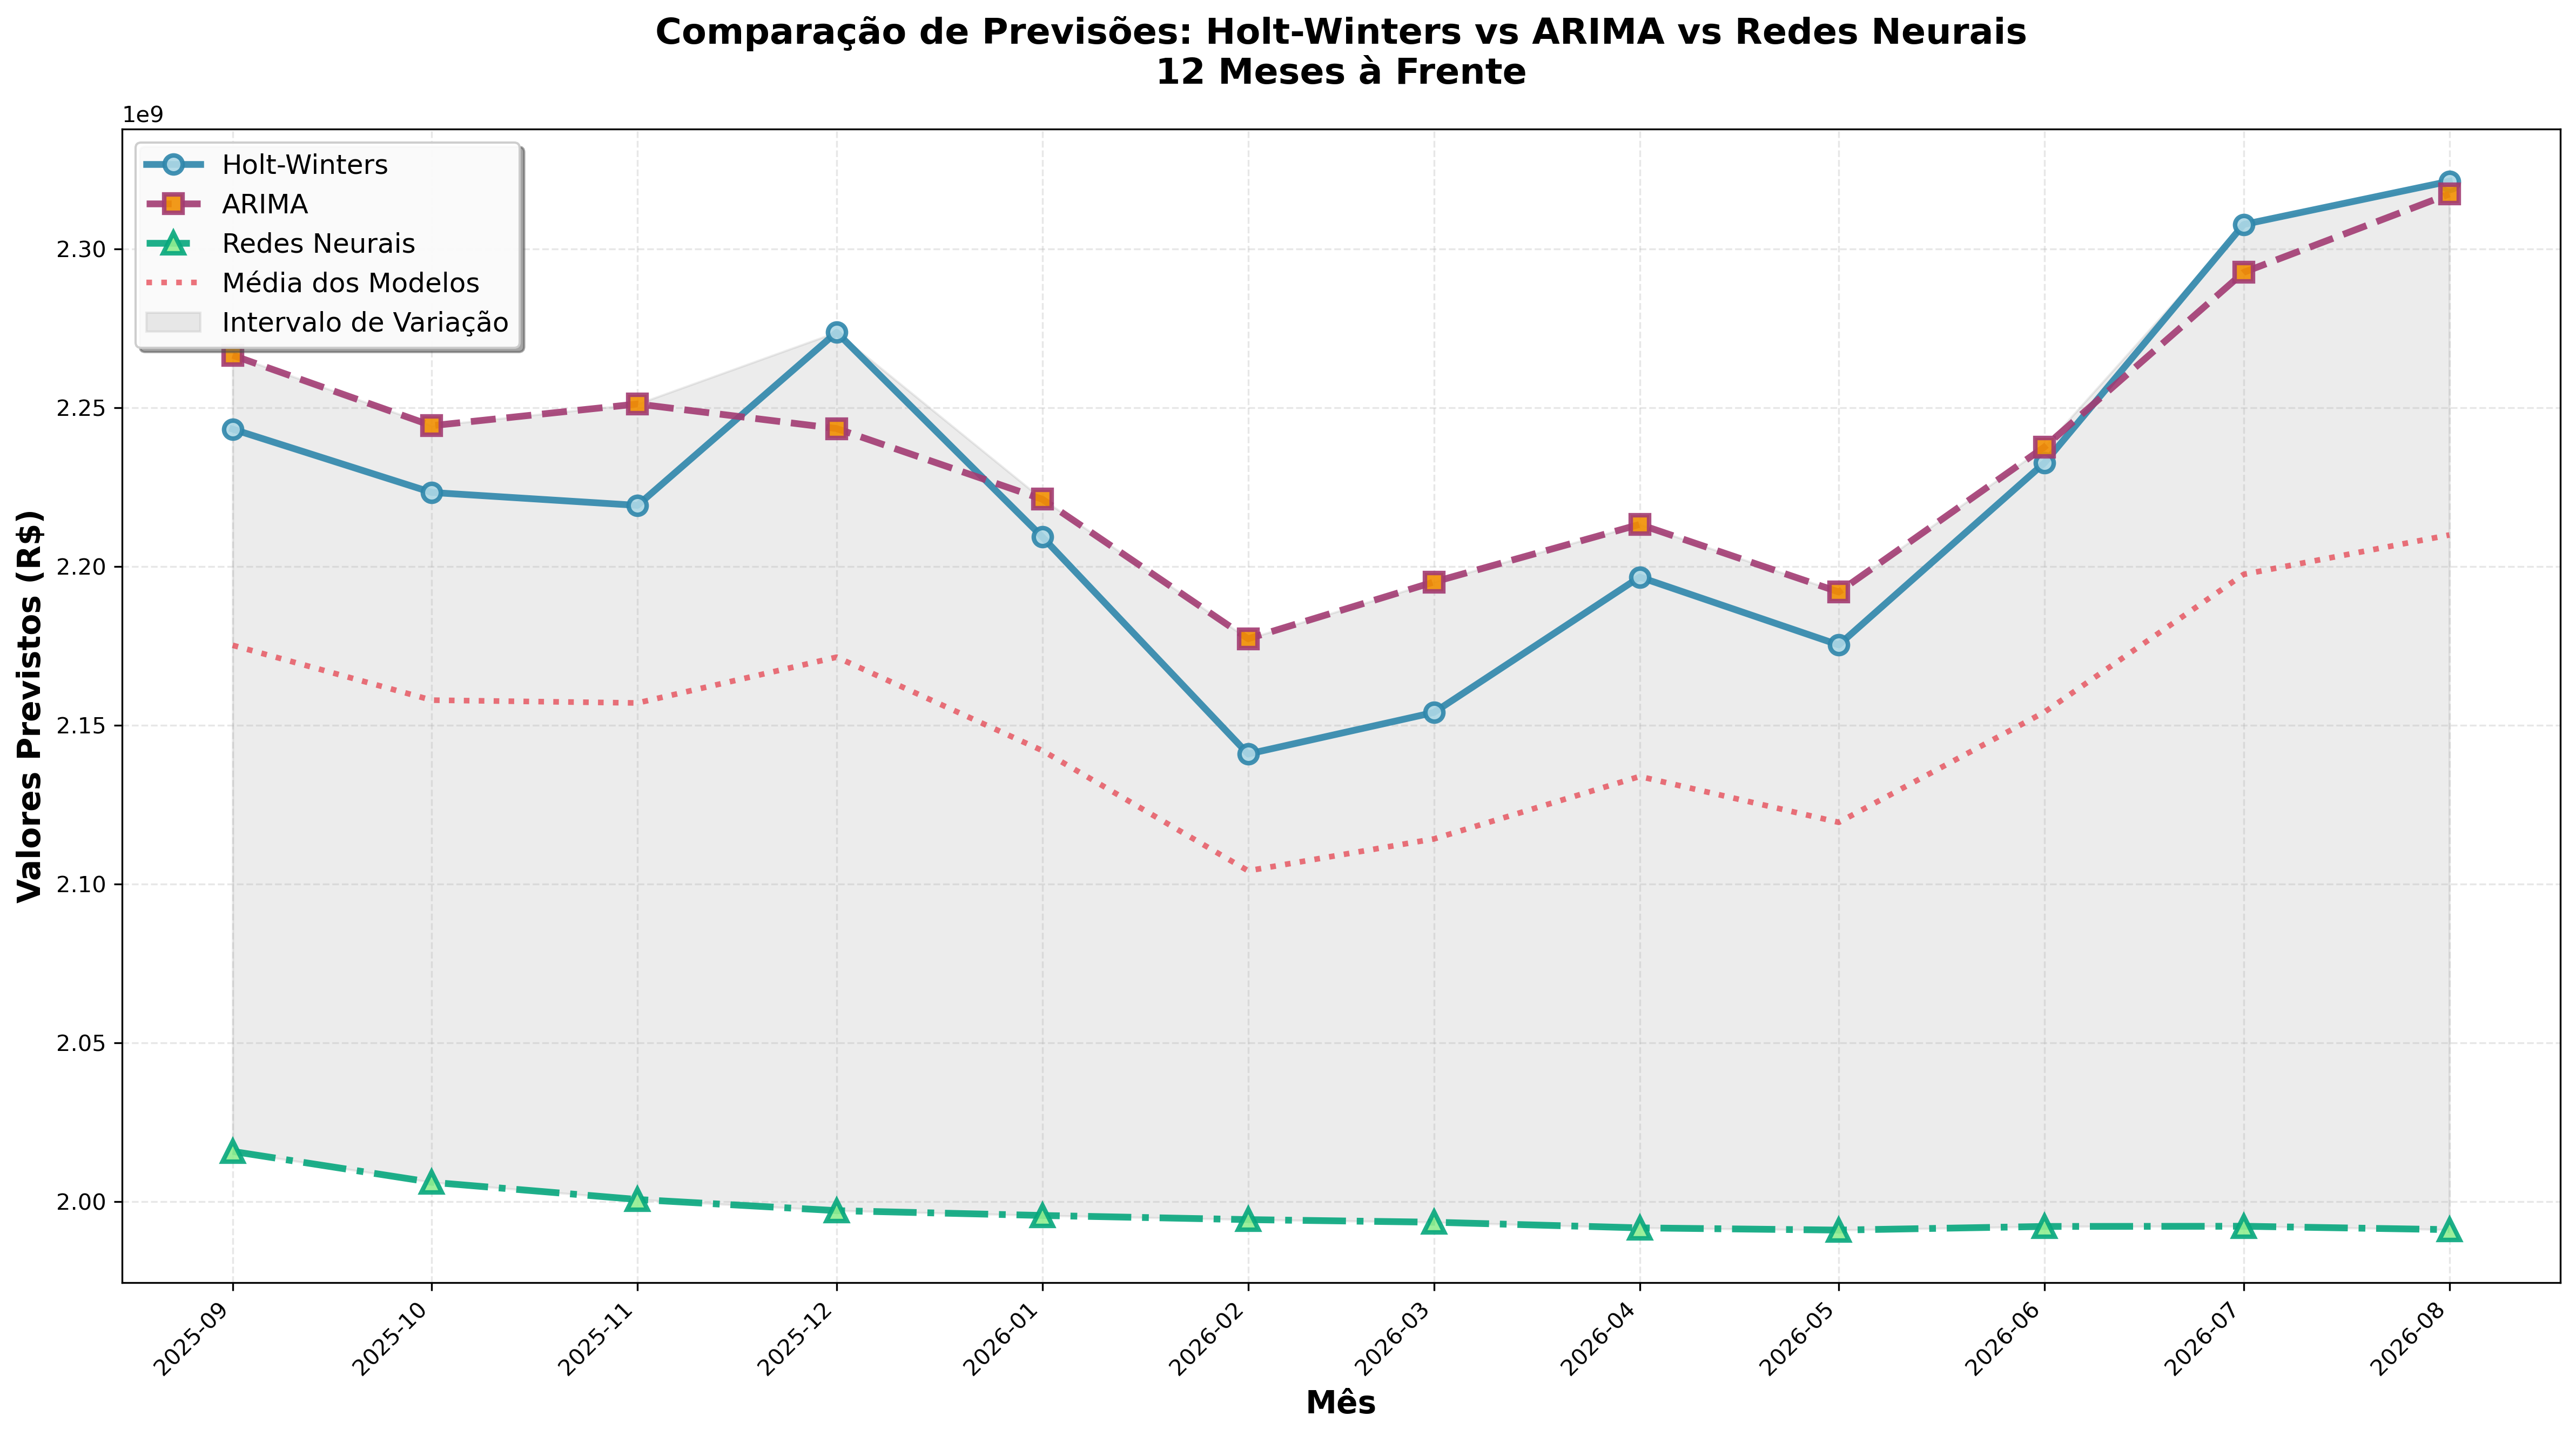 Comparação de Previsões: Holt-Winters vs ARIMA vs Redes Neurais
12 Meses à Frente
1e9
Holt-Winters
ARIMA
Redes Neurais
Média dos Modelos
Intervalo de Variação
Valores Previstos (R$)
2.30
2.25
2.20
2.15
2.10
2.05
2.00
2025-09
2025-10
2025-11
2025-12
2026-01
2026-02
2026-03
2026-04
2026-05
2026-06
2026-07
2026-08
Mês